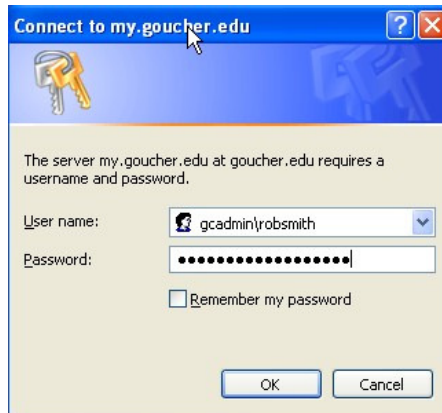 Connect to my.goucher.edu
The server my.goucher.edu at goucher.edu requires a
username and password.
User name:
gcadmin\robsmith
Password:
●●●●●●●●●●●●●●●●●●
Remember my password
OK
Cancel